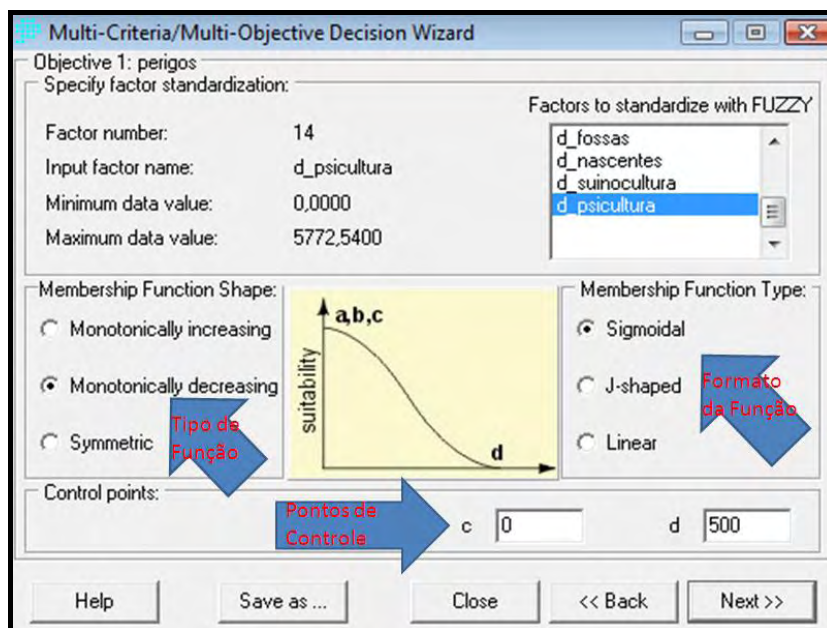 Multi-Criteria/Multi-Objective Decision Wizard
Objective 1: perigos
Specify factor standardization:
Factor number: 14
Input factor name: d_psicultura
Minimum data value: 0,0000
Maximum data value: 5772,5400
Factors to standardize with FUZZY
d_fossas
d_nascentes
d_suinocultura
d_psicultura
Membership Function Shape:
Monotonically increasing
Monotonically decreasing
Symmetric
Tipo de
Função
suitability
a,b,c
d
Membership Function Type:
Sigmoidal
J-shaped
Linear
Formato
da Função
Control points:
Pontos de
Controle
c 0 d 500
Help Save as ... Close << Back Next >>